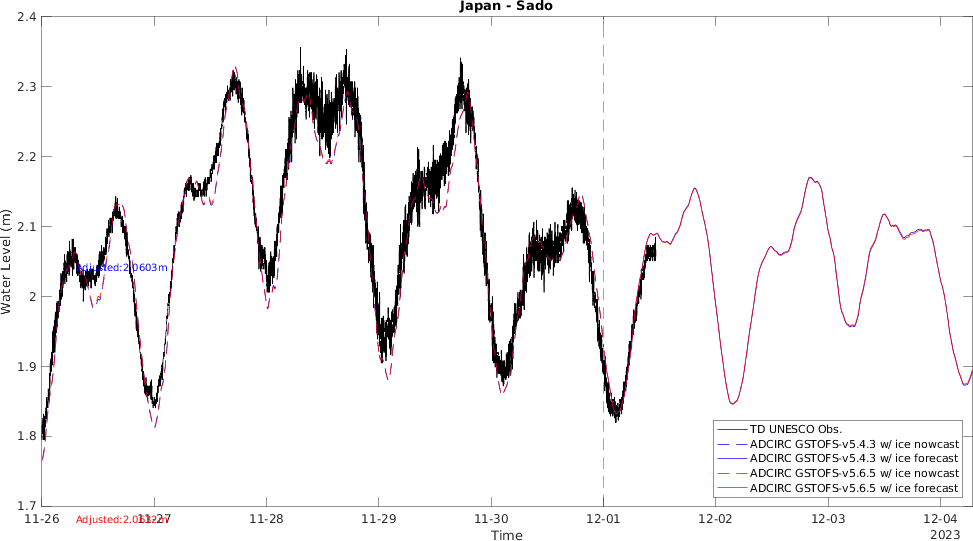 Japan - Sado
2.4
2.3
2.2
2.1
2
1.9
1.8
1.7
Water Level (m)
Adjusted:2.0603m
TD UNESCO Obs.
ADCIRC GSTOFS-v5.4.3 w/ ice nowcast
ADCIRC GSTOFS-v5.4.3 w/ ice forecast
ADCIRC GSTOFS-v5.6.5 w/ ice nowcast
ADCIRC GSTOFS-v5.6.5 w/ ice forecast
11-26 11-27 11-28 11-29 11-30 12-01 12-02 12-03 12-04
Time
2023